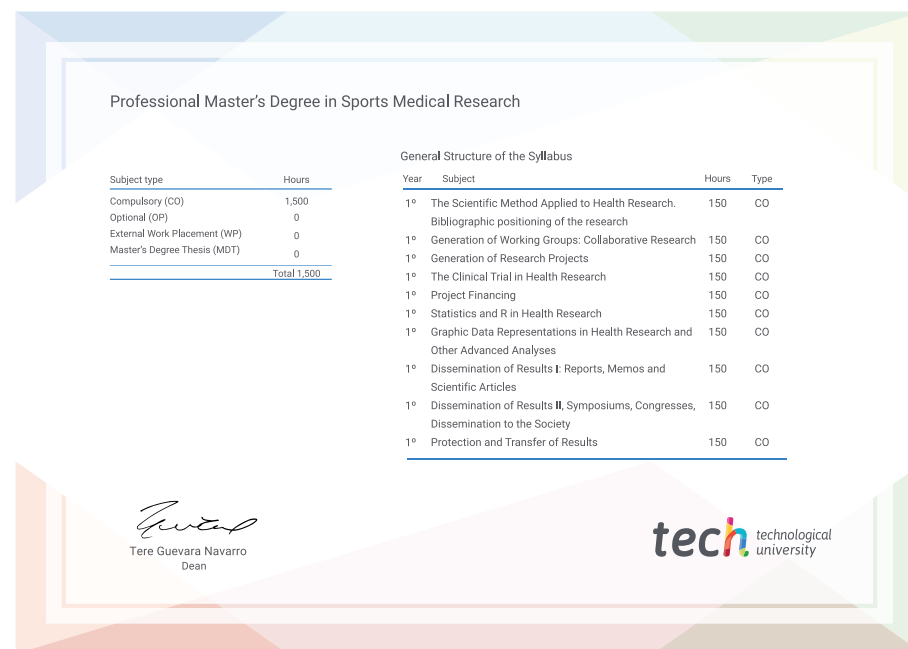 Professional Master's Degree in Sports Medical Research
Subject type Hours
Compulsory (CO) 1,500
Optional (OP) 0
External Work Placement (WP) 0
Master's Degree Thesis (MDT) 0
Total 1,500
General Structure of the Syllabus
Year Subject Hours Type
1º The Scientific Method Applied to Health Research. 150 CO
Bibliographic positioning of the research
1º Generation of Working Groups: Collaborative Research 150 CO
1º Generation of Research Projects 150 CO
1º The Clinical Trial in Health Research 150 CO
1º Project Financing 150 CO
1º Statistics and R in Health Research 150 CO
1º Graphic Data Representations in Health Research and 150 CO
Other Advanced Analyses
1º Dissemination of Results I: Reports, Memos and 150 CO
Scientific Articles
1º Dissemination of Results II, Symposiums, Congresses, 150 CO
Dissemination to the Society
1º Protection and Transfer of Results 150 CO
Tere Guevara Navarro
Dean
tech technological
university